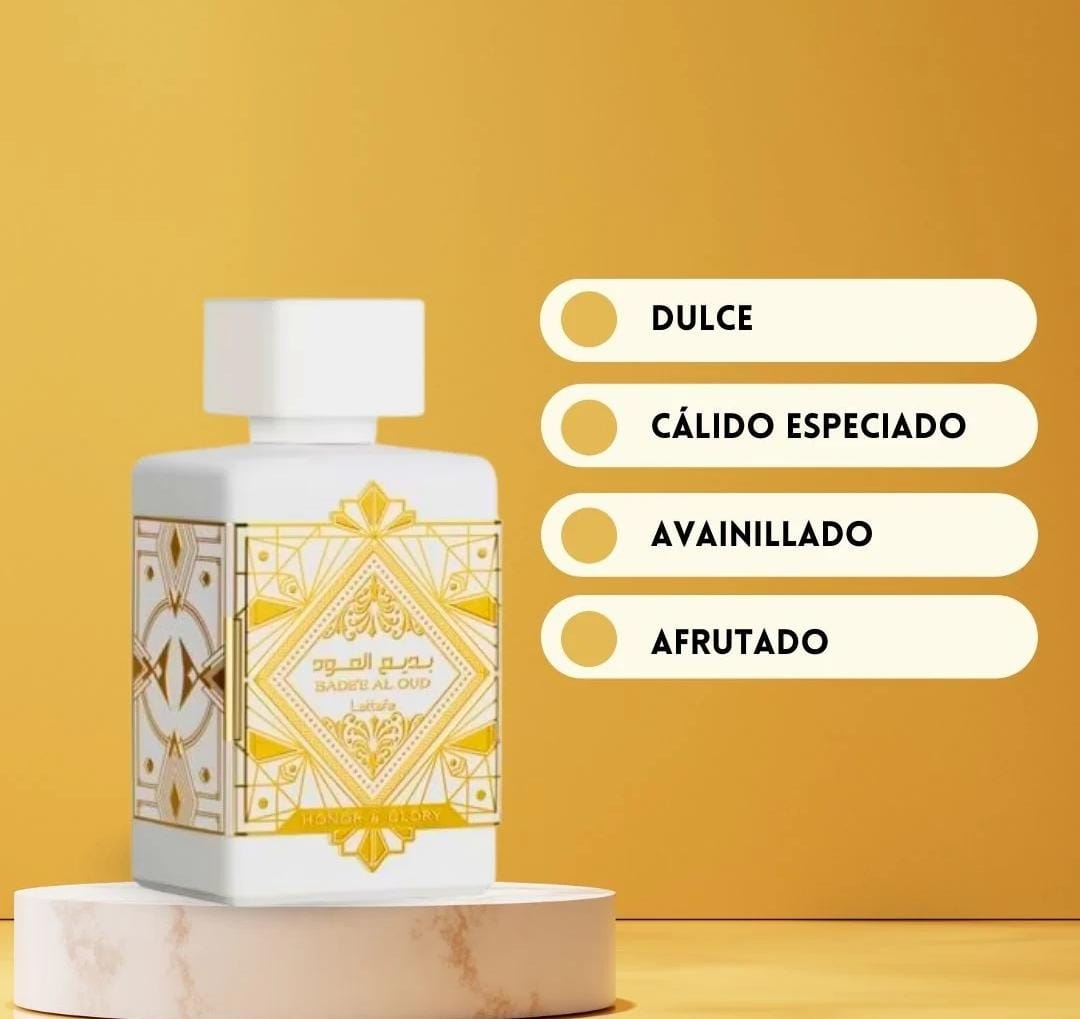 DULCE
CÁLIDO ESPECIADO
AVAINILLADO
AFRUTADO
بديع العود
BADE'E AL OUD
Lattafa
HONOR & GLORY